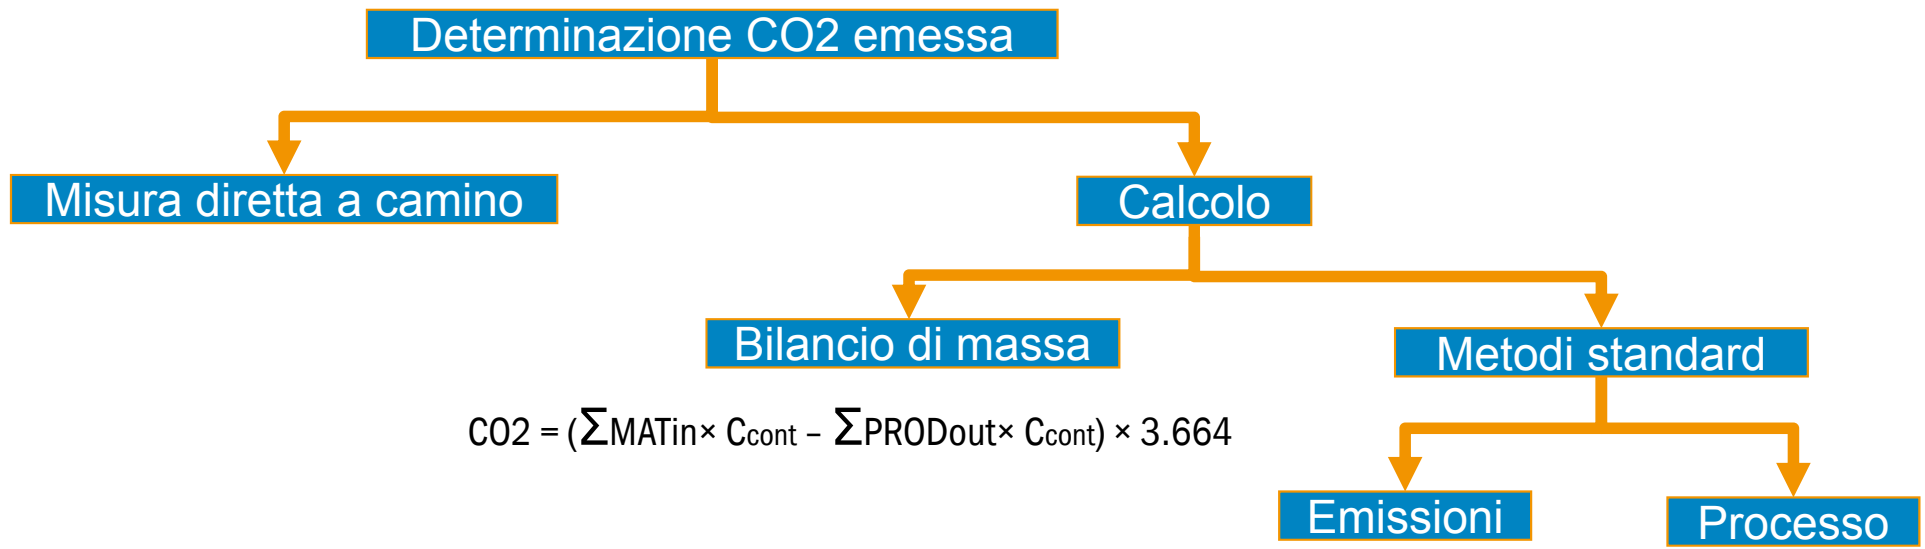 Determinazione CO2 emessa
Misura diretta a camino
Calcolo
Bilancio di massa
Metodi standard
CO2 = (ΣMATin× Ccont – ΣPRODout× Ccont) × 3.664
Emissioni
Processo